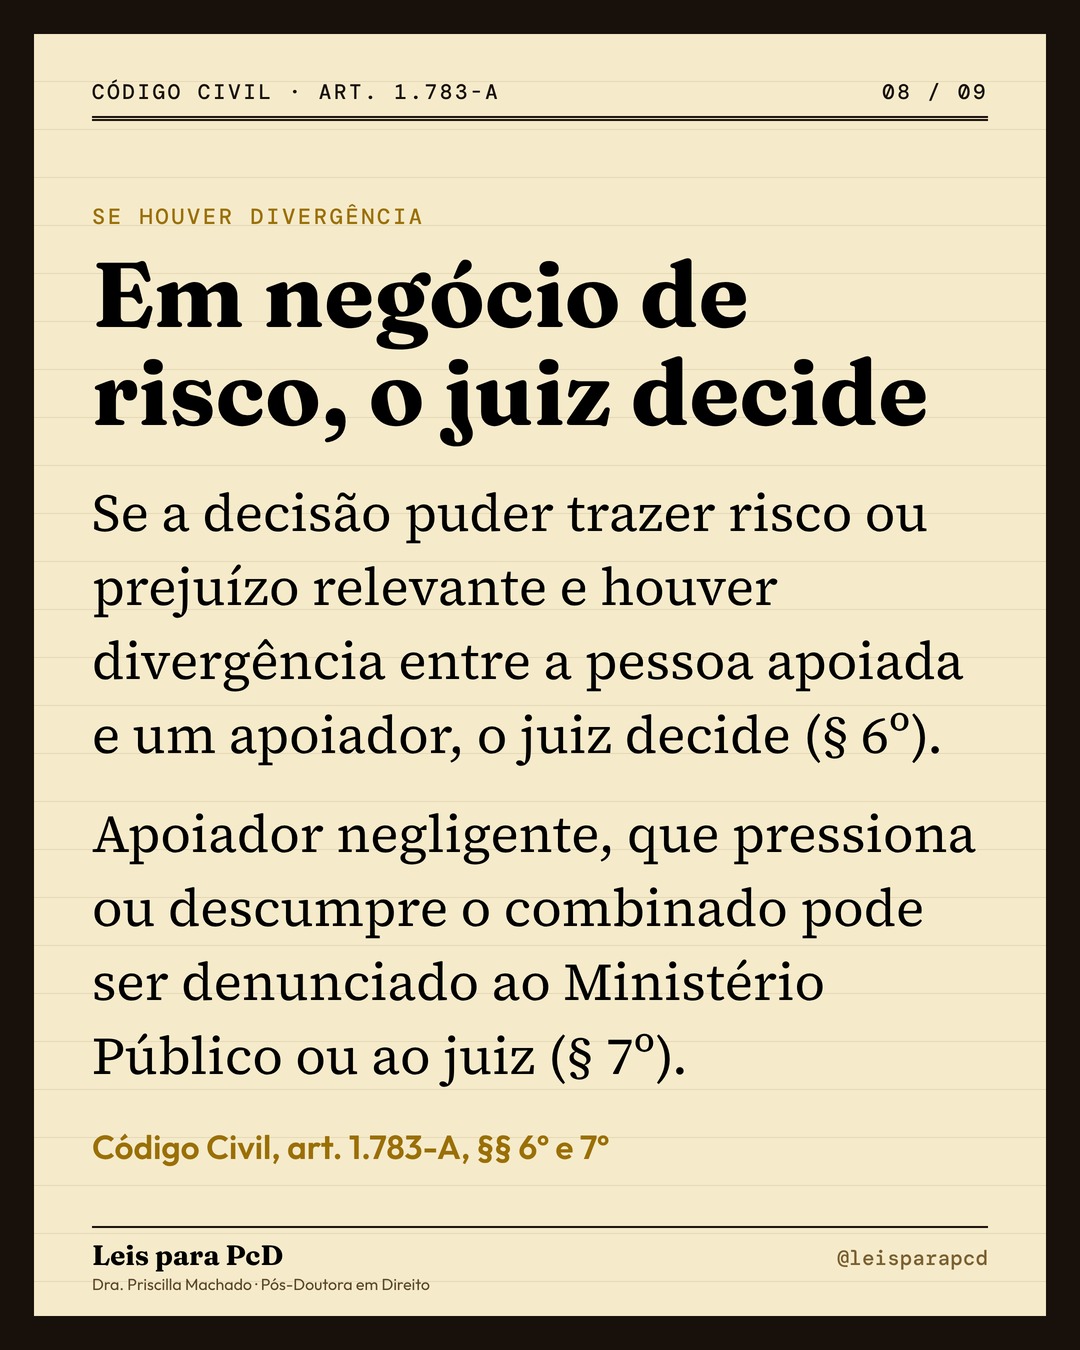 CÓDIGO CIVIL · ART. 1.783-A
08 / 09
SE HOUVER DIVERGÊNCIA
Em negócio de
risco, o juiz decide
Se a decisão puder trazer risco ou
prejuízo relevante e houver
divergência entre a pessoa apoiada
e um apoiador, o juiz decide (§ 6º).
Apoiador negligente, que pressiona
ou descumpre o combinado pode
ser denunciado ao Ministério
Público ou ao juiz (§ 7º).
Código Civil, art. 1.783-A, §§ 6º e 7º
Leis para PcD
@leisparapcd
Dra. Priscilla Machado · Pós-Doutora em Direito